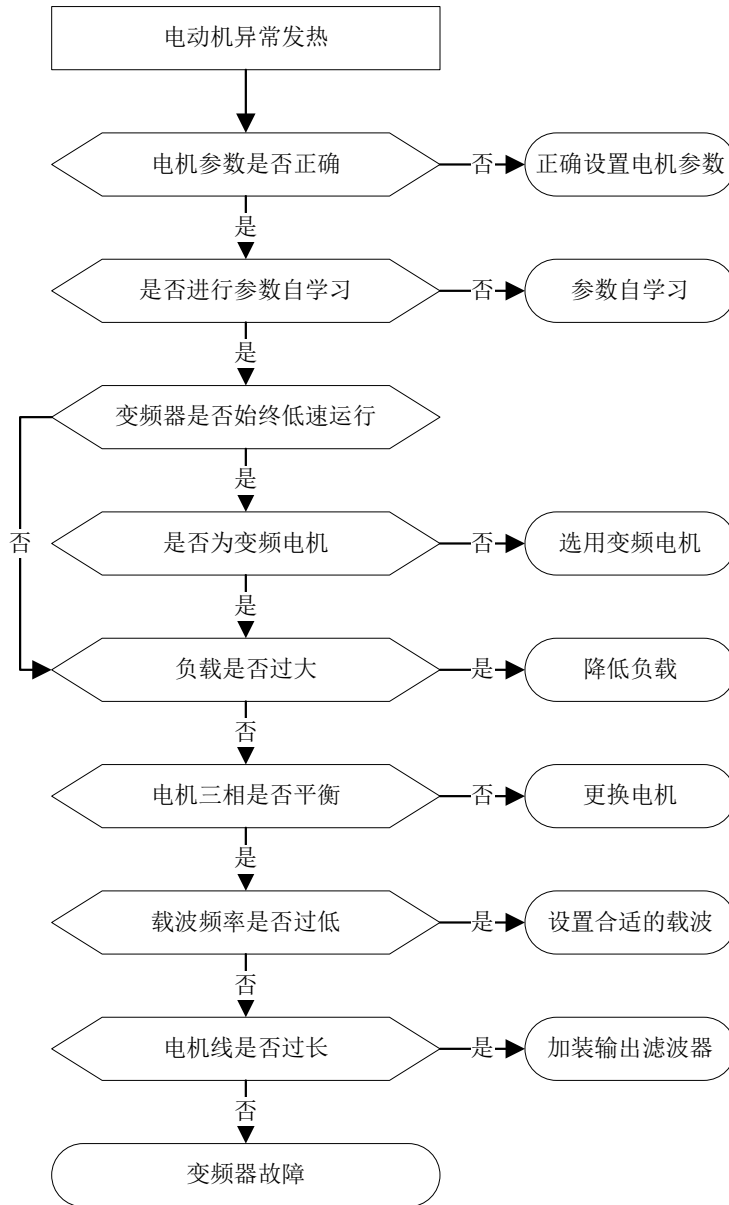 电动机异常发热
电机参数是否正确
否
正确设置电机参数
是
是否进行参数自学习
否
参数自学习
是
变频器是否始终低速运行
是
否
是否为变频电机
否
选用变频电机
是
负载是否过大
是
降低负载
否
电机三相是否平衡
否
更换电机
是
载波频率是否过低
是
设置合适的载波
否
电机线是否过长
是
加装输出滤波器
否
变频器故障